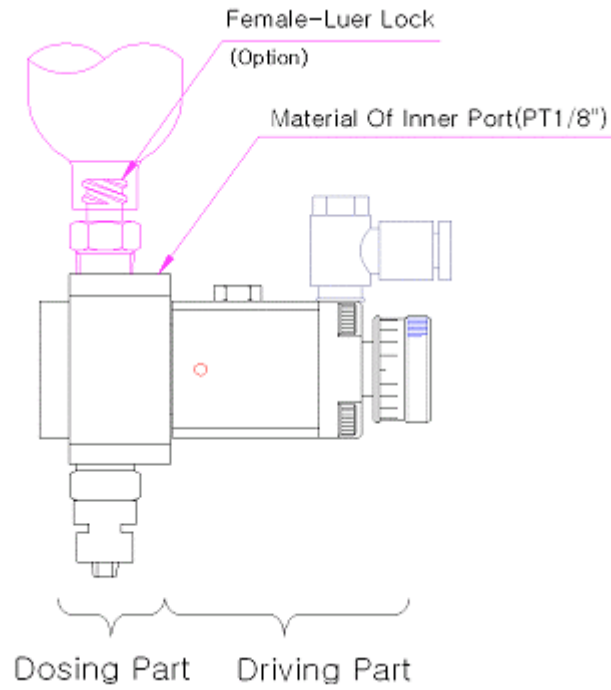 Female-Luer Lock
(Option)
Material Of Inner Port(PT1/8")
Dosing Part
Driving Part